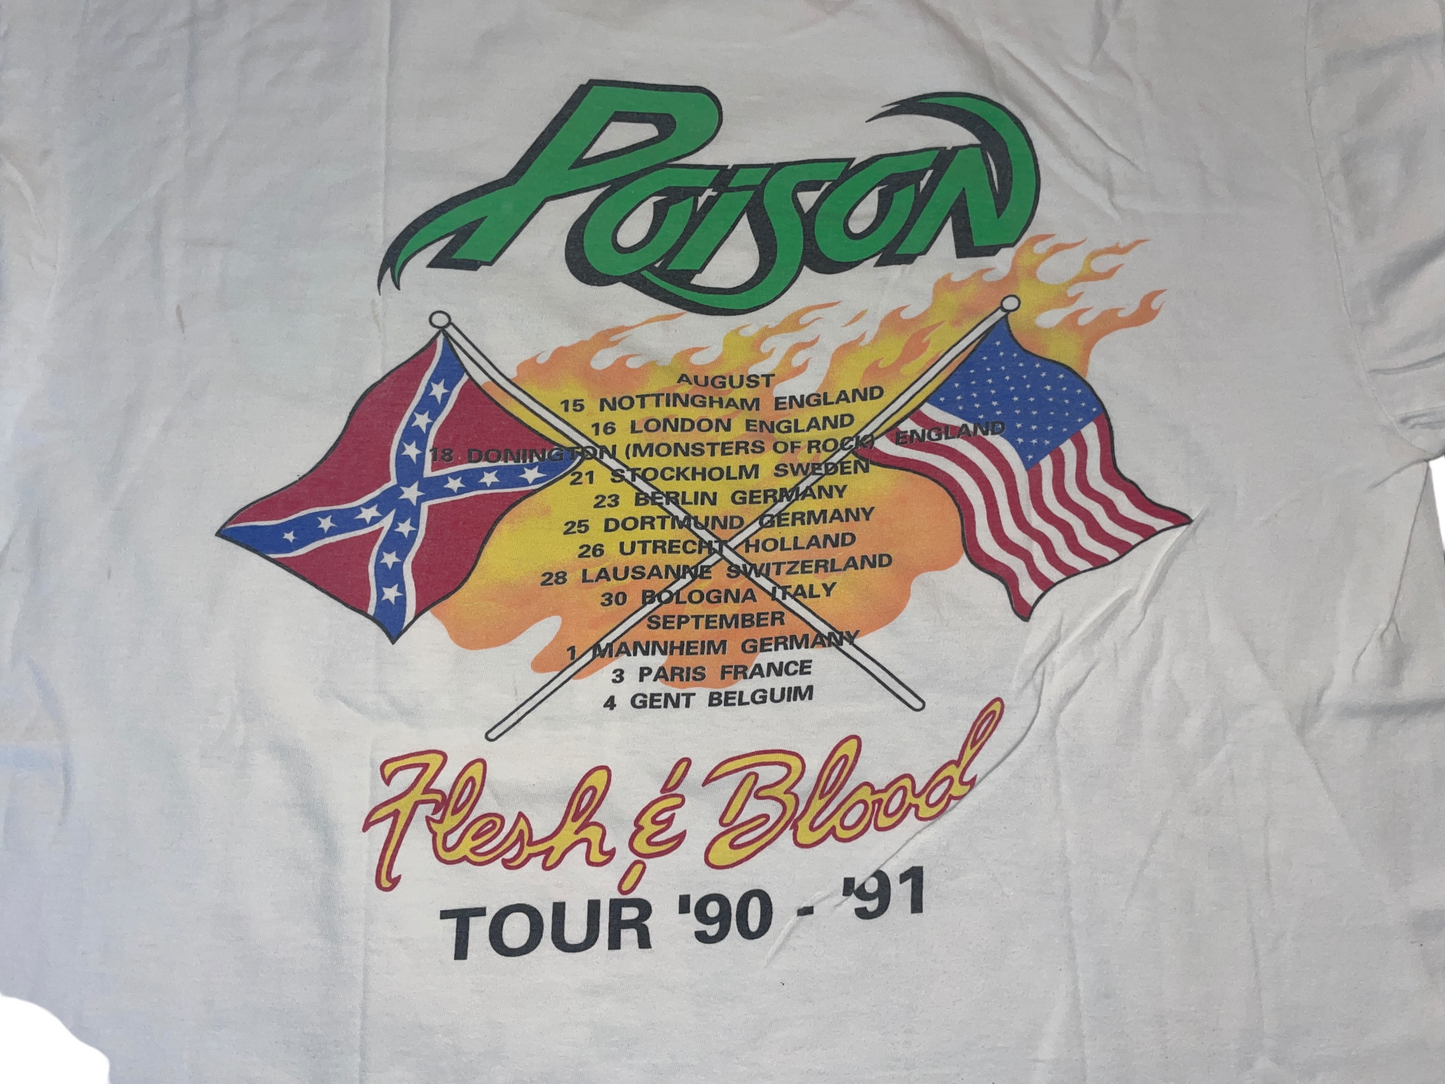 Poison
AUGUST
15 NOTTINGHAM ENGLAND
16 LONDON ENGLAND
18 DONINGTON (MONSTERS OF ROCK) ENGLAND
21 STOCKHOLM SWEDEN
23 BERLIN GERMANY
25 DORTMUND GERMANY
26 UTRECHT HOLLAND
28 LAUSANNE SWITZERLAND
30 BOLOGNA ITALY
SEPTEMBER
1 MANNHEIM GERMANY
3 PARIS FRANCE
4 GENT BELGUIM
Flesh & Blood
TOUR '90 - '91